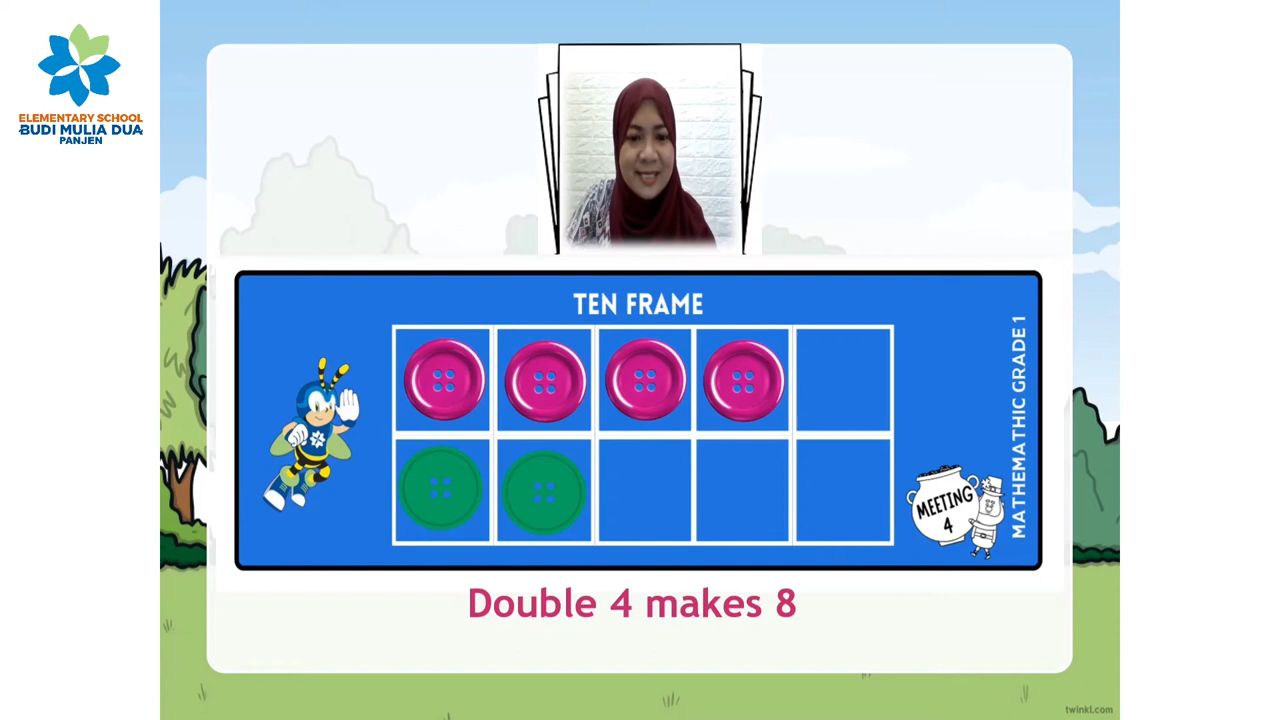 ELEMENTARY SCHOOL
BUDI MULIA DUA
PANJEN
TEN FRAME
MATHEMATHIC GRADE 1
MEETING
4
Double 4 makes 8
twinkl.com